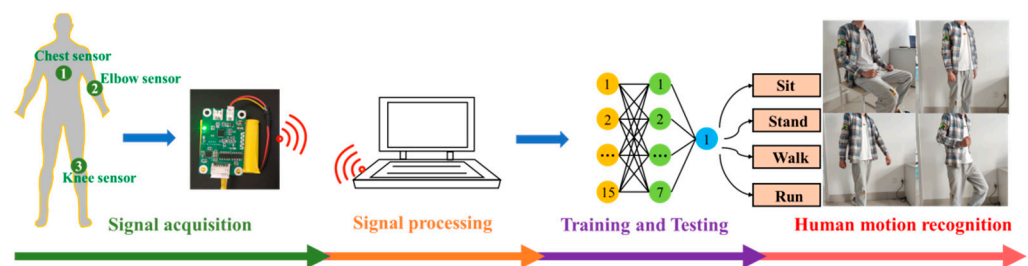 Chest sensor
1
Elbow sensor
2
3
Knee sensor
1
2
...
15
1
2
...
7
1
Sit
Stand
Walk
Run
Signal acquisition
Signal processing
Training and Testing
Human motion recognition